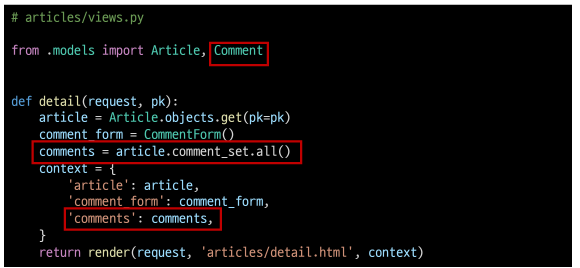 # articles/views.py
from .models import Article, Comment
def detail(request, pk):
article = Article.objects.get(pk=pk)
comment_form = CommentForm()
comments = article.comment_set.all()
context = {
'article': article,
'comment_form': comment_form,
'comments': comments,
}
return render(request, 'articles/detail.html', context)